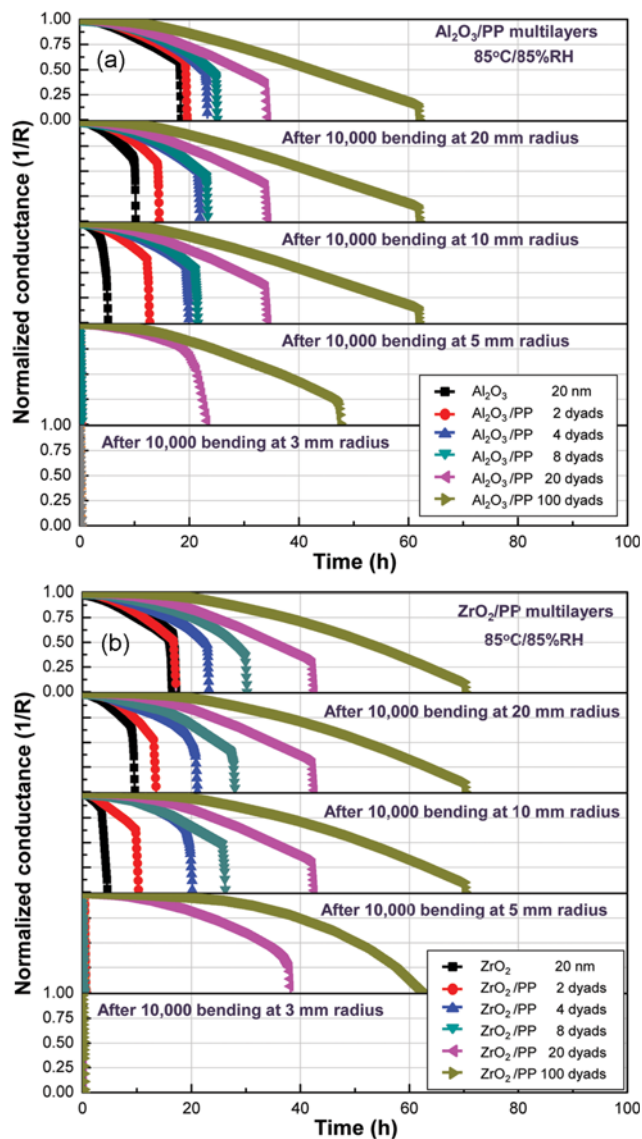 (a)
Al₂O₃/PP multilayers
85°C/85%RH
1.00
0.75
0.50
0.25
0.00
After 10,000 bending at 20 mm radius
After 10,000 bending at 10 mm radius
After 10,000 bending at 5 mm radius
Normalized conductance (1/R)
Al₂O₃ 20 nm
Al₂O₃/PP 2 dyads
Al₂O₃/PP 4 dyads
Al₂O₃/PP 8 dyads
Al₂O₃/PP 20 dyads
Al₂O₃/PP 100 dyads
After 10,000 bending at 3 mm radius
1.00
0.75
0.50
0.25
0.00
0 20 40 60 80 100
Time (h)
(b)
ZrO₂/PP multilayers
85°C/85%RH
1.00
0.75
0.50
0.25
0.00
After 10,000 bending at 20 mm radius
After 10,000 bending at 10 mm radius
After 10,000 bending at 5 mm radius
Normalized conductance (1/R)
ZrO₂ 20 nm
ZrO₂/PP 2 dyads
ZrO₂/PP 4 dyads
ZrO₂/PP 8 dyads
ZrO₂/PP 20 dyads
ZrO₂/PP 100 dyads
After 10,000 bending at 3 mm radius
1.00
0.75
0.50
0.25
0.00
0 20 40 60 80 100
Time (h)